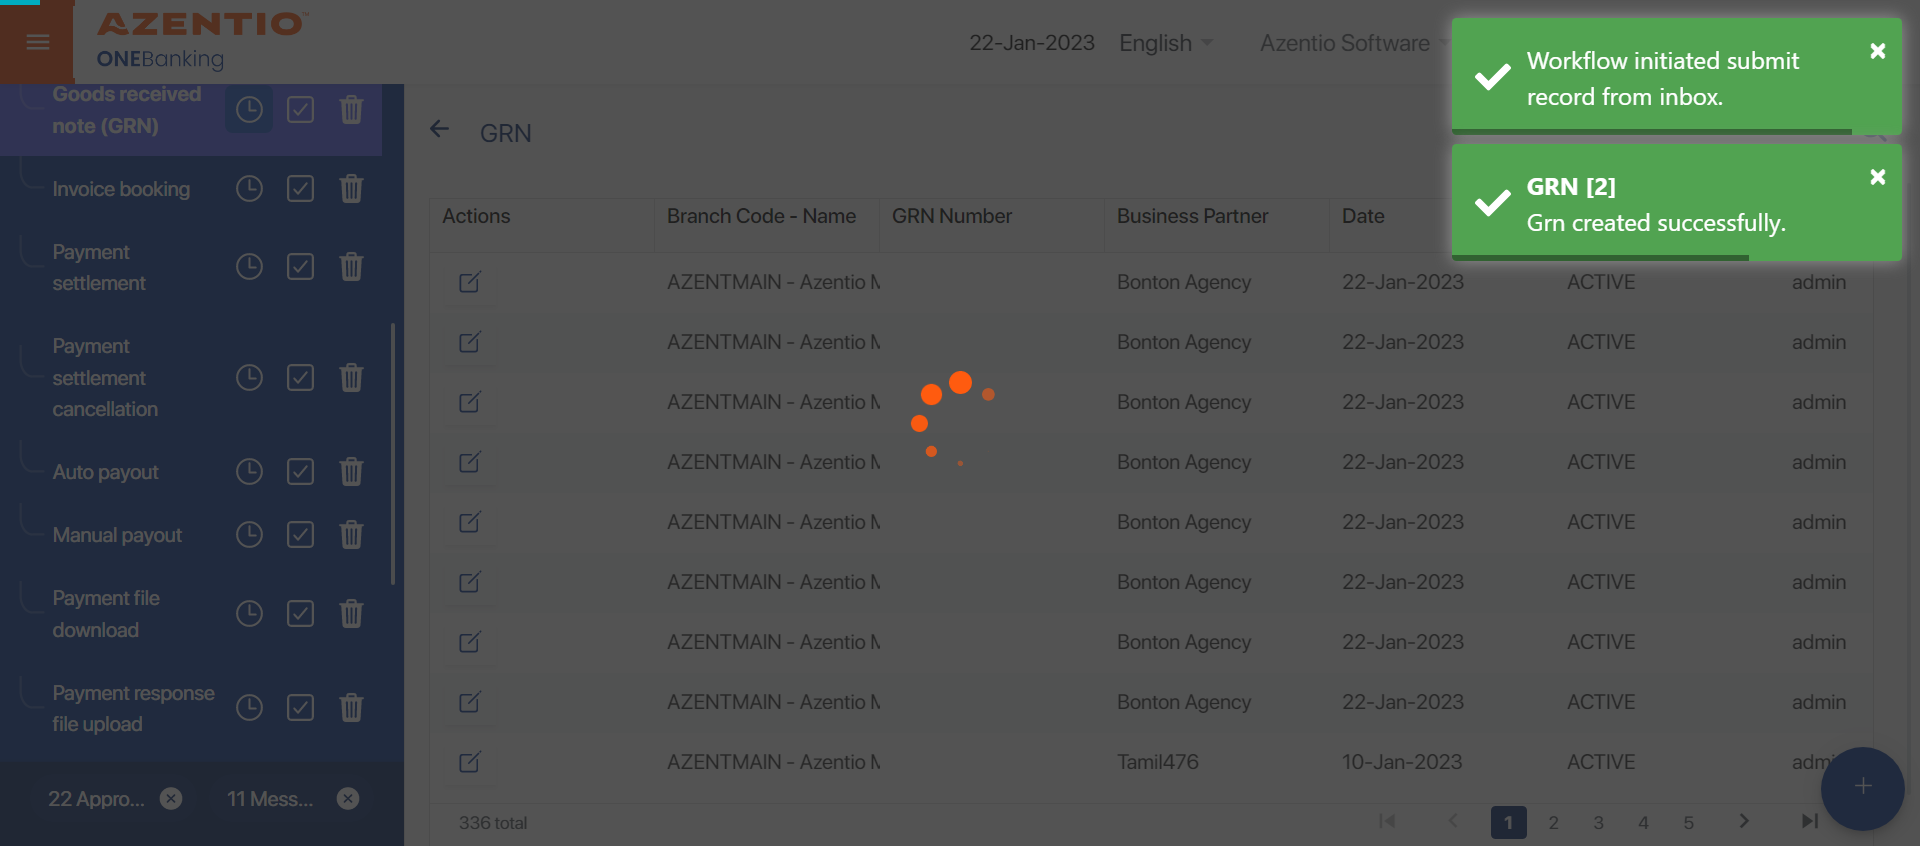 AZENTIO™
ONEBanking
22-Jan-2023 English Azentio Software
Workflow initiated submit
record from inbox.
GRN [2]
Grn created successfully.
Goods received
note (GRN)
Invoice booking
Payment
settlement
Payment
settlement
cancellation
Auto payout
Manual payout
Payment file
download
Payment response
file upload
22 Appro...
11 Mess...
GRN
Actions Branch Code - Name GRN Number Business Partner Date
AZENTMAIN - Azentio Bonton Agency 22-Jan-2023 ACTIVE admin
AZENTMAIN - Azentio Bonton Agency 22-Jan-2023 ACTIVE admin
AZENTMAIN - Azentio Bonton Agency 22-Jan-2023 ACTIVE admin
AZENTMAIN - Azentio Bonton Agency 22-Jan-2023 ACTIVE admin
AZENTMAIN - Azentio Bonton Agency 22-Jan-2023 ACTIVE admin
AZENTMAIN - Azentio Bonton Agency 22-Jan-2023 ACTIVE admin
AZENTMAIN - Azentio Bonton Agency 22-Jan-2023 ACTIVE admin
AZENTMAIN - Azentio Bonton Agency 22-Jan-2023 ACTIVE admin
AZENTMAIN - Azentio Tamil476 10-Jan-2023 ACTIVE
336 total 1 2 3 4 5